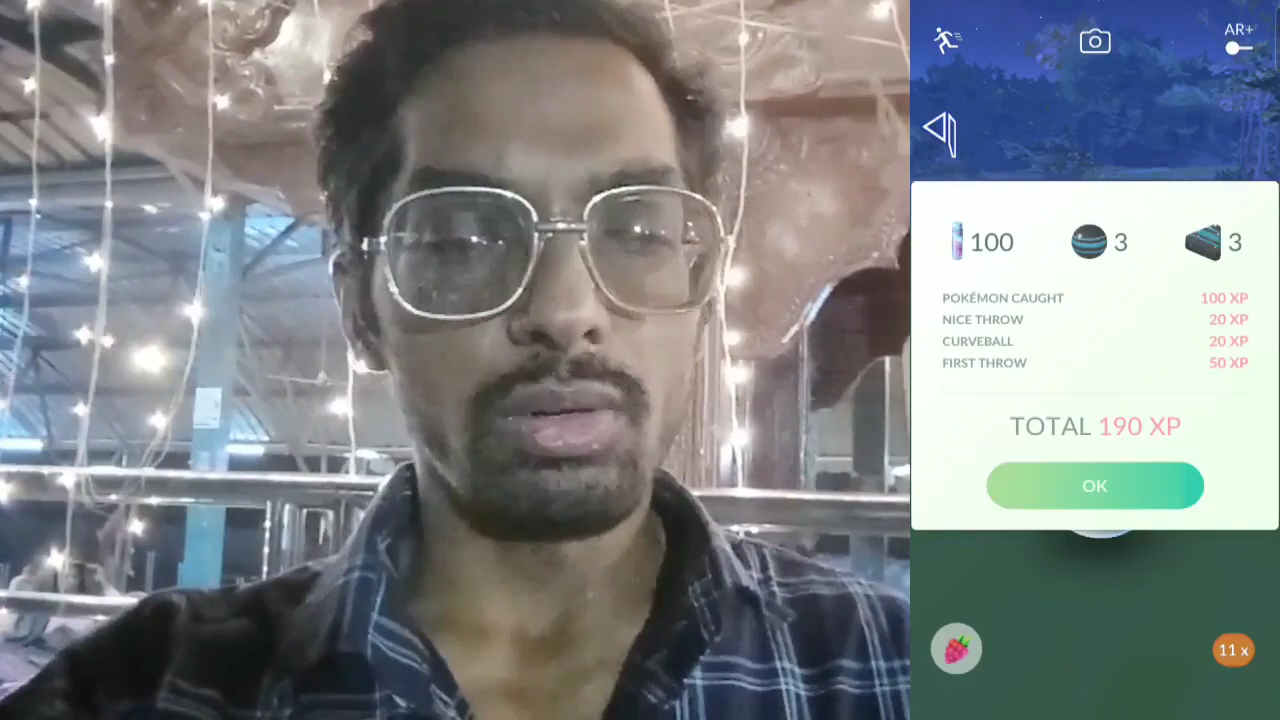 AR+
100 3 3
POKÉMON CAUGHT 100 XP
NICE THROW 20 XP
CURVEBALL 20 XP
FIRST THROW 50 XP
TOTAL 190 XP
OK
11 x